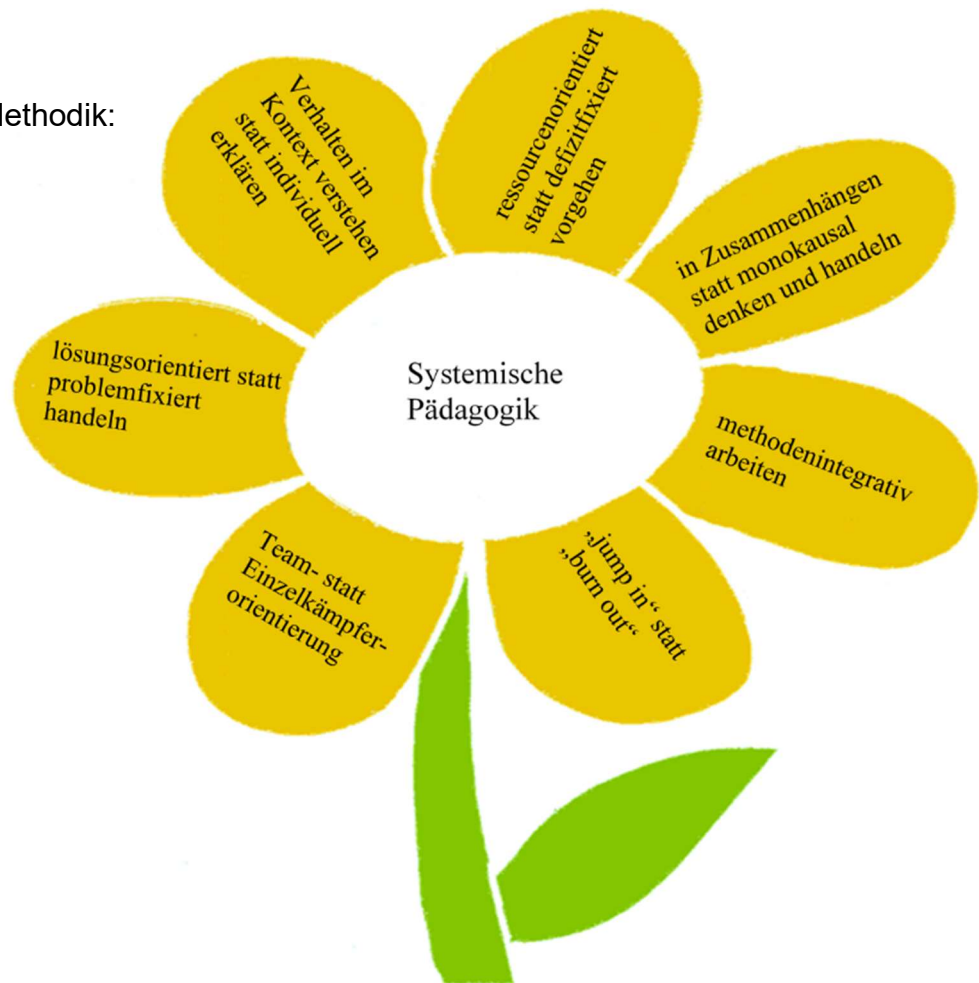 lethodik:
Verhalten im
Kontext verstehen
statt individuell
erklären
ressourcenorientiert
statt defizitfixiert
vorgehen
in Zusammenhängen
statt monokausal
denken und handeln
lösungsorientiert statt
problemfixiert
handeln
Systemische
Pädagogik
methodenintegrativ
arbeiten
Team- statt
Einzelkämpfer-
orientierung
„jump in“ statt
„burn out“